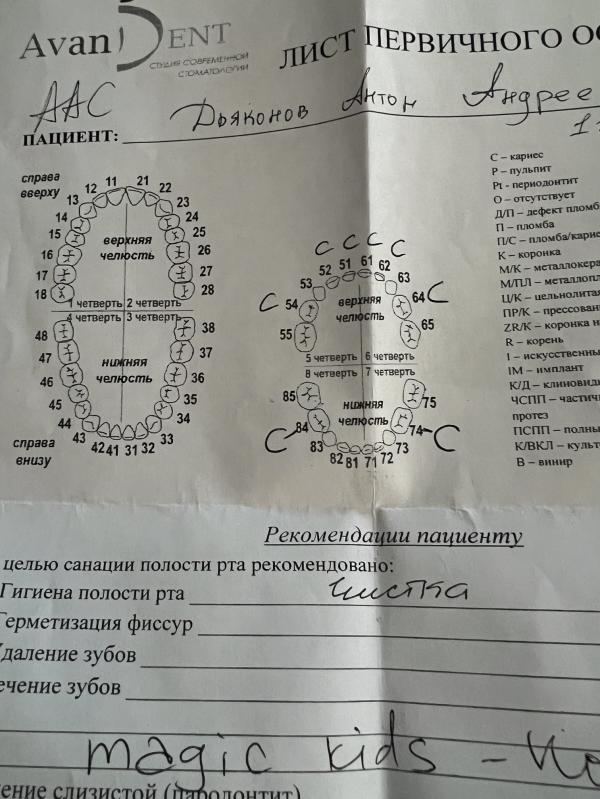 AvanDENT
СТУДИЯ СОВРЕМЕННОЙ
СТОМАТОЛОГИИ
ЛИСТ ПЕРВИЧНОГО ОС
ААС
ПАЦИЕНТ: Дьяконов Антон Андрее
справа
вверху
11 21
12 22
13 23
14 24
15 25
16 26
17 27
18 28
верхняя
челюсть
1 четверть 2 четверть
4 четверть 3 четверть
48 38
47 37
46 36
45 35
44 34
43 42 41 31 32 33
нижняя
челюсть
справа
внизу
С С С С
53 52 51 61 62 63
С 54 64 С
55 65
верхняя
челюсть
5 четверть 6 четверть
8 четверть 7 четверть
85 75
С 84 74 С
83 82 81 71 72 73
нижняя
челюсть
С – кариес
Р – пульпит
Pt - периодонтит
О – отсутствует
Д/П – дефект пломб
П – пломба
П/С – пломба/карие
К – коронка
М/К – металлокера
М/ПЛ – металлопл
Ц/К – цельнолитая
ПР/К – прессован
ZR/К – коронка н
R – корень
I – искусственны
IM – имплант
К/Д – клиновидн
ЧСПП – частичн
протез
ПСПП – полны
К/ВКЛ – культ
В – винир
Рекомендации пациенту
целью санации полости рта рекомендовано:
Гигиена полости рта чистка
Герметизация фиссур
Удаление зубов
ечение зубов
magic kids –
ение слизистой (пародонтит)